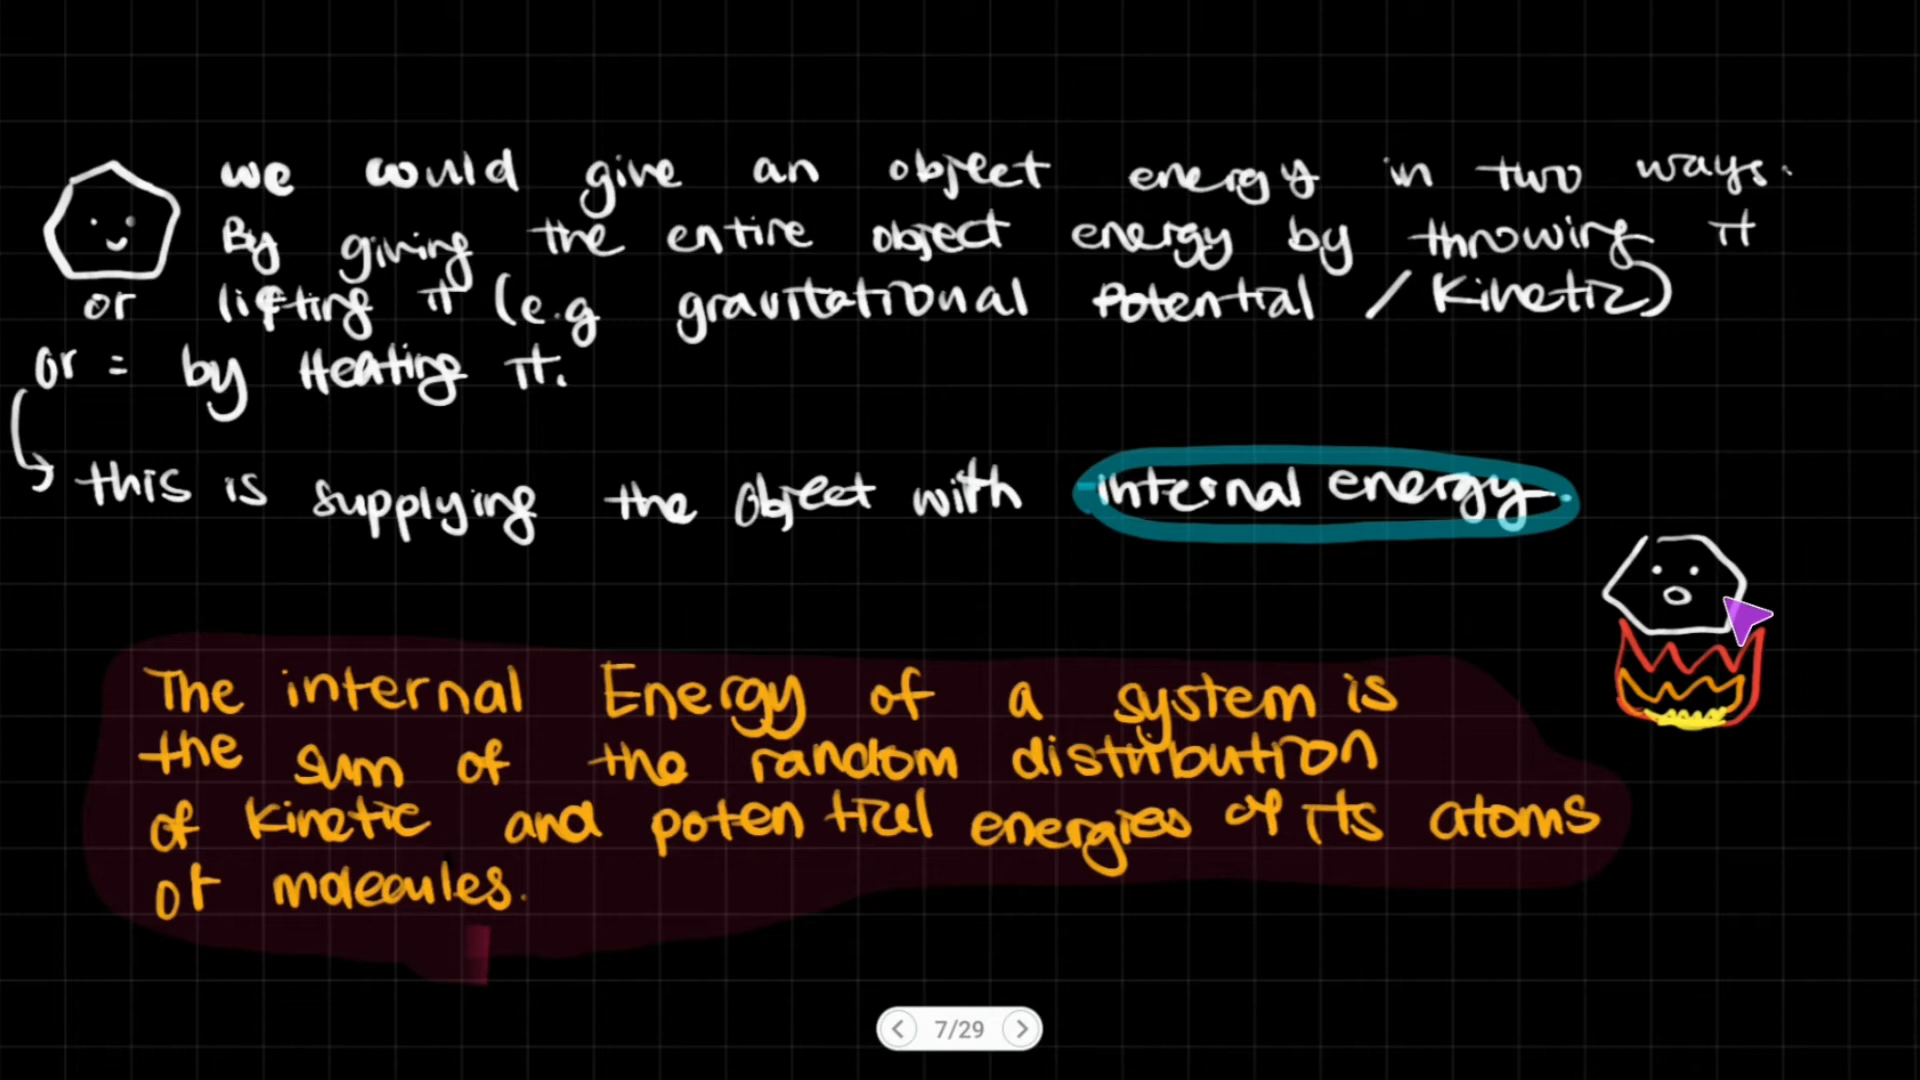 we could give an object energy in two ways.
By giving the entire object energy by throwing it
or lifting it (e.g gravitational potential / Kinetic)
or = by Heating it.
this is supplying the object with internal energy.
The internal Energy of a system is
the sum of the random distribution
of kinetic and potential energies of its atoms
or molecules.
7/29